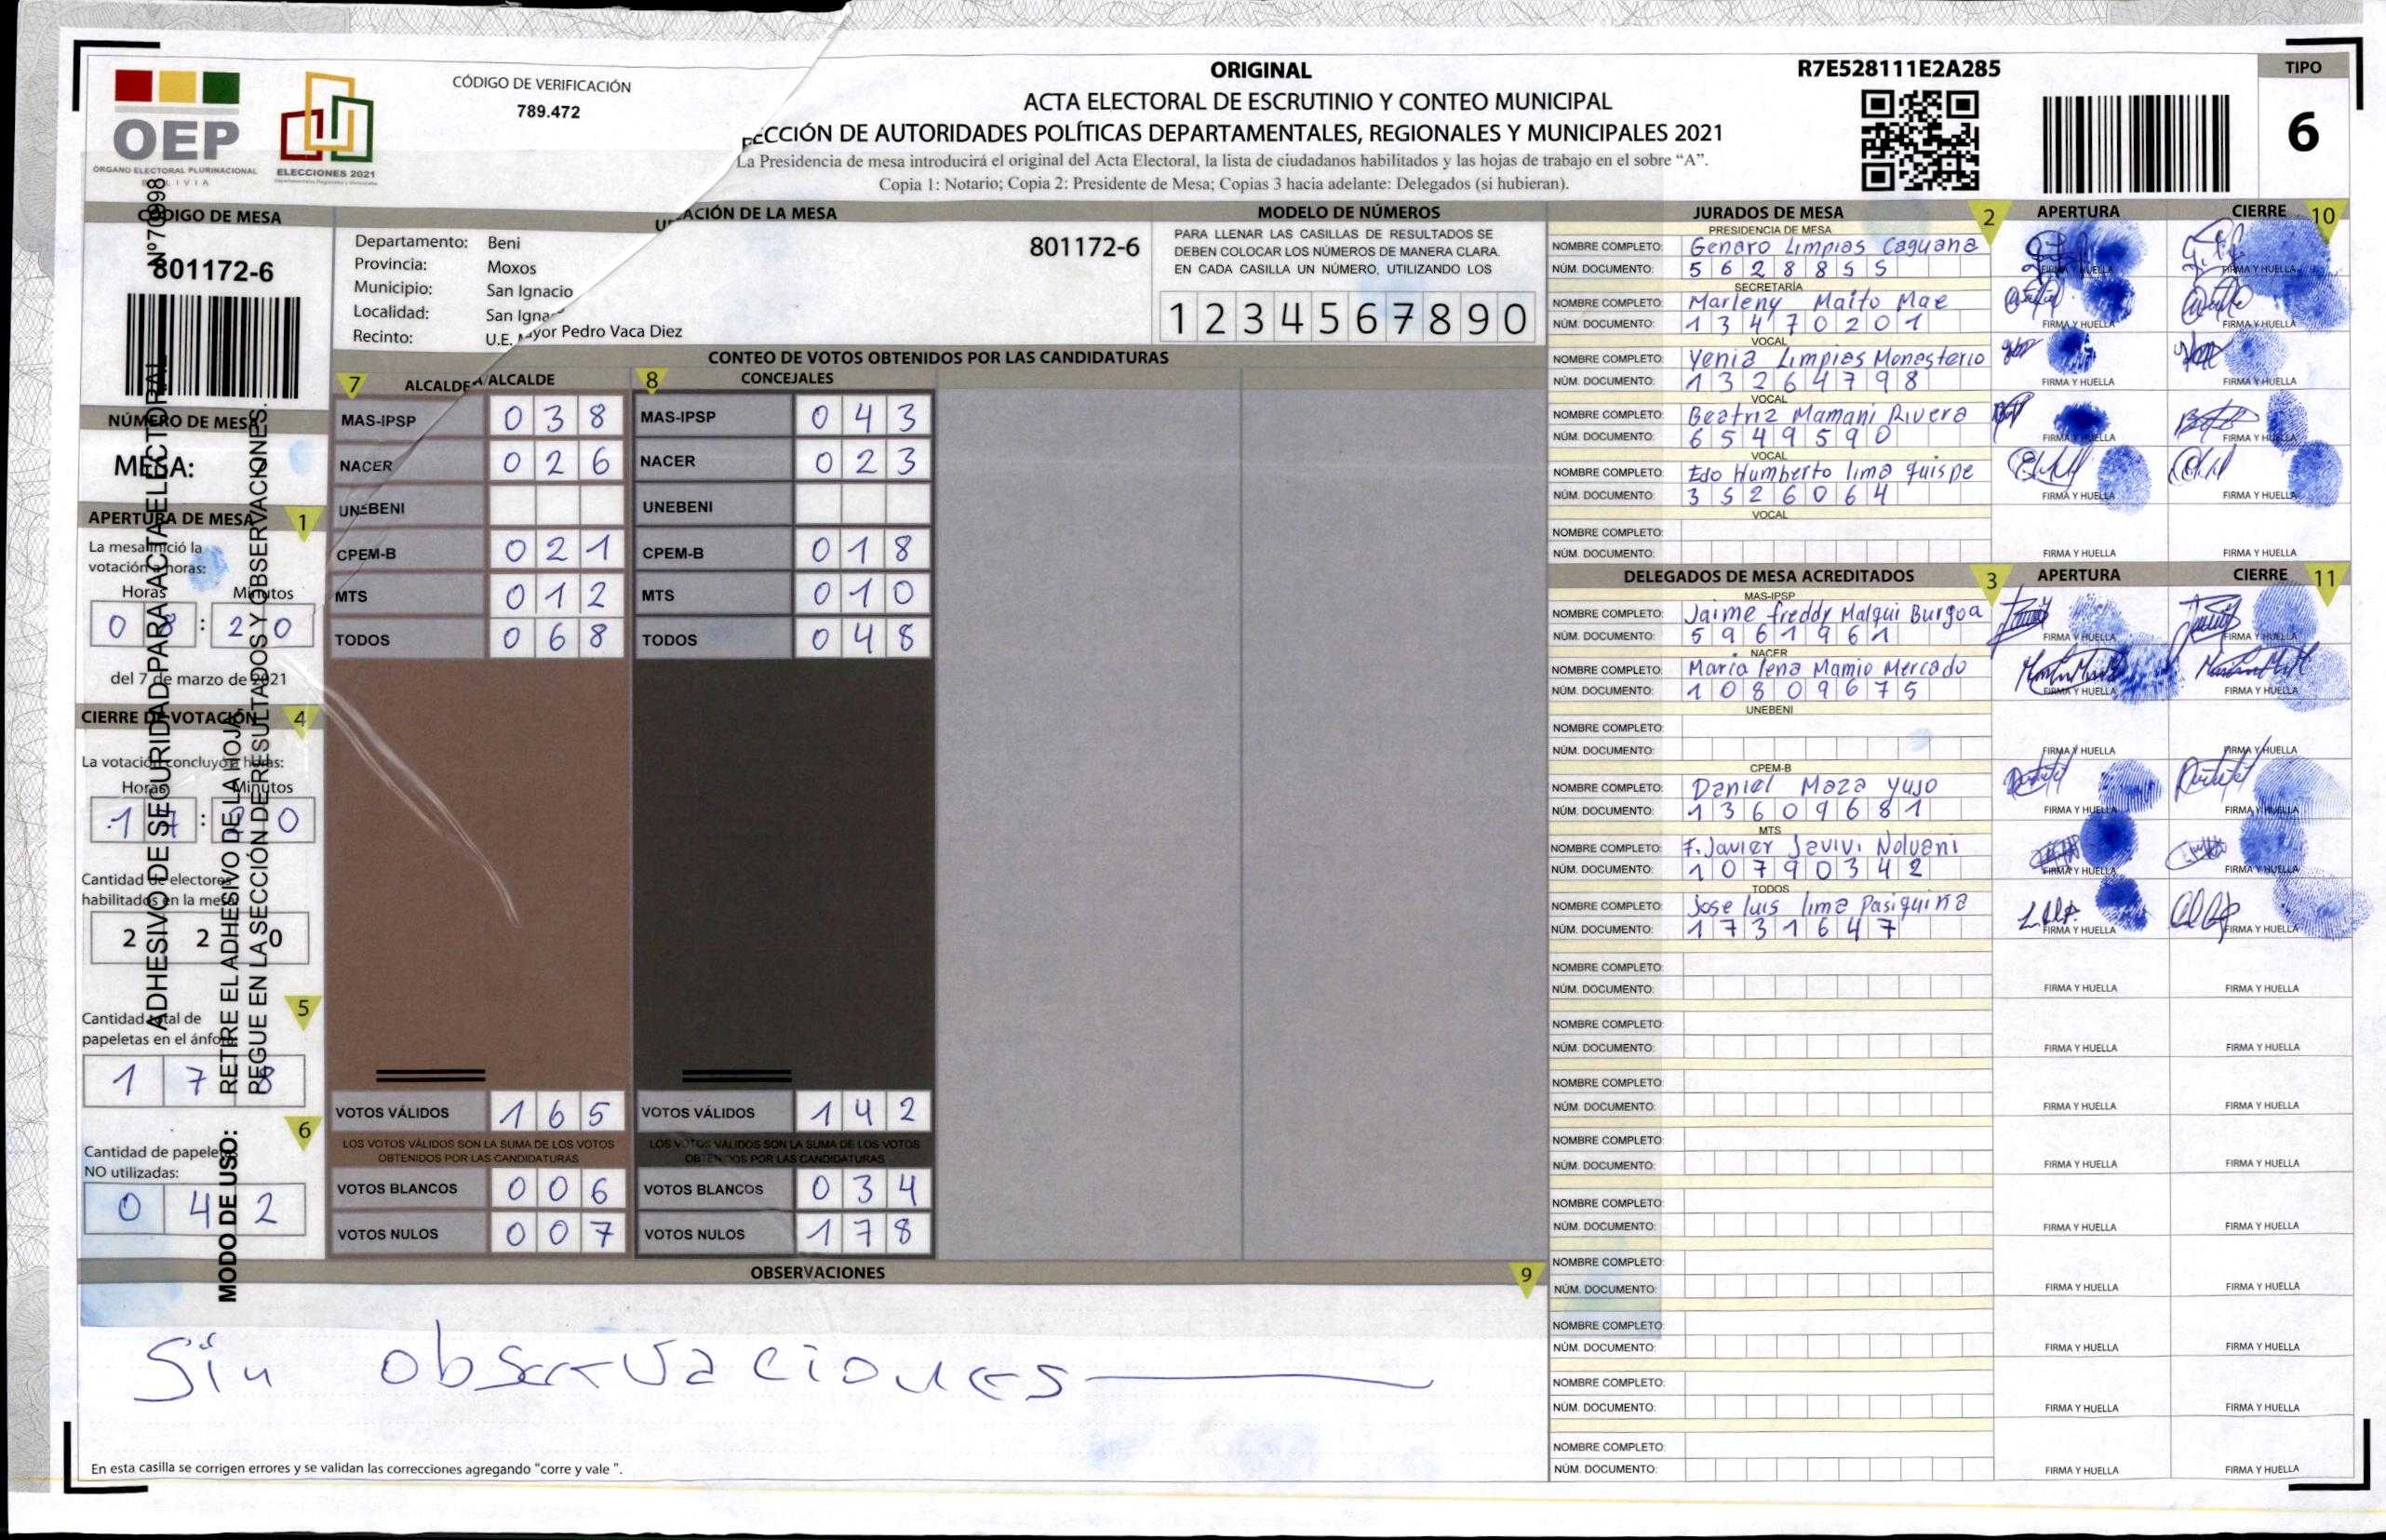 ORIGINAL
R7E528111E2A285
TIPO
6
CÓDIGO DE VERIFICACIÓN
789.472
OEP
ÓRGANO ELECTORAL PLURINACIONAL
ELECCIONES 2021
ACTA ELECTORAL DE ESCRUTINIO Y CONTEO MUNICIPAL
ECCIÓN DE AUTORIDADES POLÍTICAS DEPARTAMENTALES, REGIONALES Y MUNICIPALES 2021
La Presidencia de mesa introducirá el original del Acta Electoral, la lista de ciudadanos habilitados y las hojas de trabajo en el sobre “A”.
Copia 1: Notario; Copia 2: Presidente de Mesa; Copias 3 hacia adelante: Delegados (si hubieran).
Nº 70998
ADHESIVO DE SEGURIDAD PARA ACTA ELECTORAL
MODO DE USO: RETIRE EL ADHESIVO DE LA HOJA,
PEGUE EN LA SECCIÓN DE RESULTADOS Y OBSERVACIONES.
CÓDIGO DE MESA
801172-6
NÚMERO DE MESA
MESA:
APERTURA DE MESA 1
La mesa inició la
votación a horas:
Horas Minutos
0 8 : 2 0
del 7 de marzo de 2021
CIERRE DE VOTACIÓN 4
La votación concluyó a horas:
Horas Minutos
1 7 : 0
Cantidad de electores
habilitados en la mesa
2 2 0
5
Cantidad total de
papeletas en el ánfora
1 7 8
6
Cantidad de papeletas
NO utilizadas:
0 4 2
ACIÓN DE LA MESA
Departamento: Beni
Provincia: Moxos
Municipio: San Ignacio
Localidad: San Igna
Recinto: U.E. Mayor Pedro Vaca Diez
801172-6
MODELO DE NÚMEROS
PARA LLENAR LAS CASILLAS DE RESULTADOS SE
DEBEN COLOCAR LOS NÚMEROS DE MANERA CLARA.
EN CADA CASILLA UN NÚMERO, UTILIZANDO LOS
1 2 3 4 5 6 7 8 9 0
CONTEO DE VOTOS OBTENIDOS POR LAS CANDIDATURAS
7 ALCALDEA/ALCALDE
MAS-IPSP 0 3 8
NACER 0 2 6
UNEBENI
CPEM-B 0 2 1
MTS 0 1 2
TODOS 0 6 8
VOTOS VÁLIDOS 1 6 5
LOS VOTOS VÁLIDOS SON LA SUMA DE LOS VOTOS
OBTENIDOS POR LAS CANDIDATURAS
VOTOS BLANCOS 0 0 6
VOTOS NULOS 0 0 7
8 CONCEJALES
MAS-IPSP 0 4 3
NACER 0 2 3
UNEBENI
CPEM-B 0 1 8
MTS 0 1 0
TODOS 0 4 8
VOTOS VÁLIDOS 1 4 2
LOS VOTOS VÁLIDOS SON LA SUMA DE LOS VOTOS
OBTENIDOS POR LAS CANDIDATURAS
VOTOS BLANCOS 0 3 4
VOTOS NULOS 1 7 8
OBSERVACIONES 9
Sin observaciones
En esta casilla se corrigen errores y se validan las correcciones agregando “corre y vale ”.
JURADOS DE MESA 2 APERTURA CIERRE 10
PRESIDENCIA DE MESA
NOMBRE COMPLETO: Genaro Limpias Caguana
NÚM. DOCUMENTO: 5628855 FIRMA Y HUELLA FIRMA Y HUELLA
SECRETARÍA
NOMBRE COMPLETO: Marleny Maito Mae
NÚM. DOCUMENTO: 13470201 FIRMA Y HUELLA FIRMA Y HUELLA
VOCAL
NOMBRE COMPLETO: Yenia Limpias Monasterio
NÚM. DOCUMENTO: 13264798 FIRMA Y HUELLA FIRMA Y HUELLA
VOCAL
NOMBRE COMPLETO: Beatriz Mamani Rivera
NÚM. DOCUMENTO: 6549590 FIRMA Y HUELLA FIRMA Y HUELLA
VOCAL
NOMBRE COMPLETO: Edo Humberto lima quispe
NÚM. DOCUMENTO: 3526064 FIRMA Y HUELLA FIRMA Y HUELLA
VOCAL
NOMBRE COMPLETO:
NÚM. DOCUMENTO: FIRMA Y HUELLA FIRMA Y HUELLA
DELEGADOS DE MESA ACREDITADOS 3 APERTURA CIERRE 11
MAS-IPSP
NOMBRE COMPLETO: Jaime freddy Malqui Burgoa
NÚM. DOCUMENTO: 5961961 FIRMA Y HUELLA FIRMA Y HUELLA
NACER
NOMBRE COMPLETO: Maria lena Mamio Mercado
NÚM. DOCUMENTO: 10809675 FIRMA Y HUELLA FIRMA Y HUELLA
UNEBENI
NOMBRE COMPLETO:
NÚM. DOCUMENTO: FIRMA Y HUELLA FIRMA Y HUELLA
CPEM-B
NOMBRE COMPLETO: Daniel Maza Yujo
NÚM. DOCUMENTO: 13609681 FIRMA Y HUELLA FIRMA Y HUELLA
MTS
NOMBRE COMPLETO: F. Javier Javivi Nolvani
NÚM. DOCUMENTO: 10790342 FIRMA Y HUELLA FIRMA Y HUELLA
TODOS
NOMBRE COMPLETO: Jose luis lima Pasiquina
NÚM. DOCUMENTO: 1731647 FIRMA Y HUELLA FIRMA Y HUELLA
NOMBRE COMPLETO:
NÚM. DOCUMENTO: FIRMA Y HUELLA FIRMA Y HUELLA
NOMBRE COMPLETO:
NÚM. DOCUMENTO: FIRMA Y HUELLA FIRMA Y HUELLA
NOMBRE COMPLETO:
NÚM. DOCUMENTO: FIRMA Y HUELLA FIRMA Y HUELLA
NOMBRE COMPLETO:
NÚM. DOCUMENTO: FIRMA Y HUELLA FIRMA Y HUELLA
NOMBRE COMPLETO:
NÚM. DOCUMENTO: FIRMA Y HUELLA FIRMA Y HUELLA
NOMBRE COMPLETO:
NÚM. DOCUMENTO: FIRMA Y HUELLA FIRMA Y HUELLA
NOMBRE COMPLETO:
NÚM. DOCUMENTO: FIRMA Y HUELLA FIRMA Y HUELLA
NOMBRE COMPLETO:
NÚM. DOCUMENTO: FIRMA Y HUELLA FIRMA Y HUELLA
NOMBRE COMPLETO:
NÚM. DOCUMENTO: FIRMA Y HUELLA FIRMA Y HUELLA